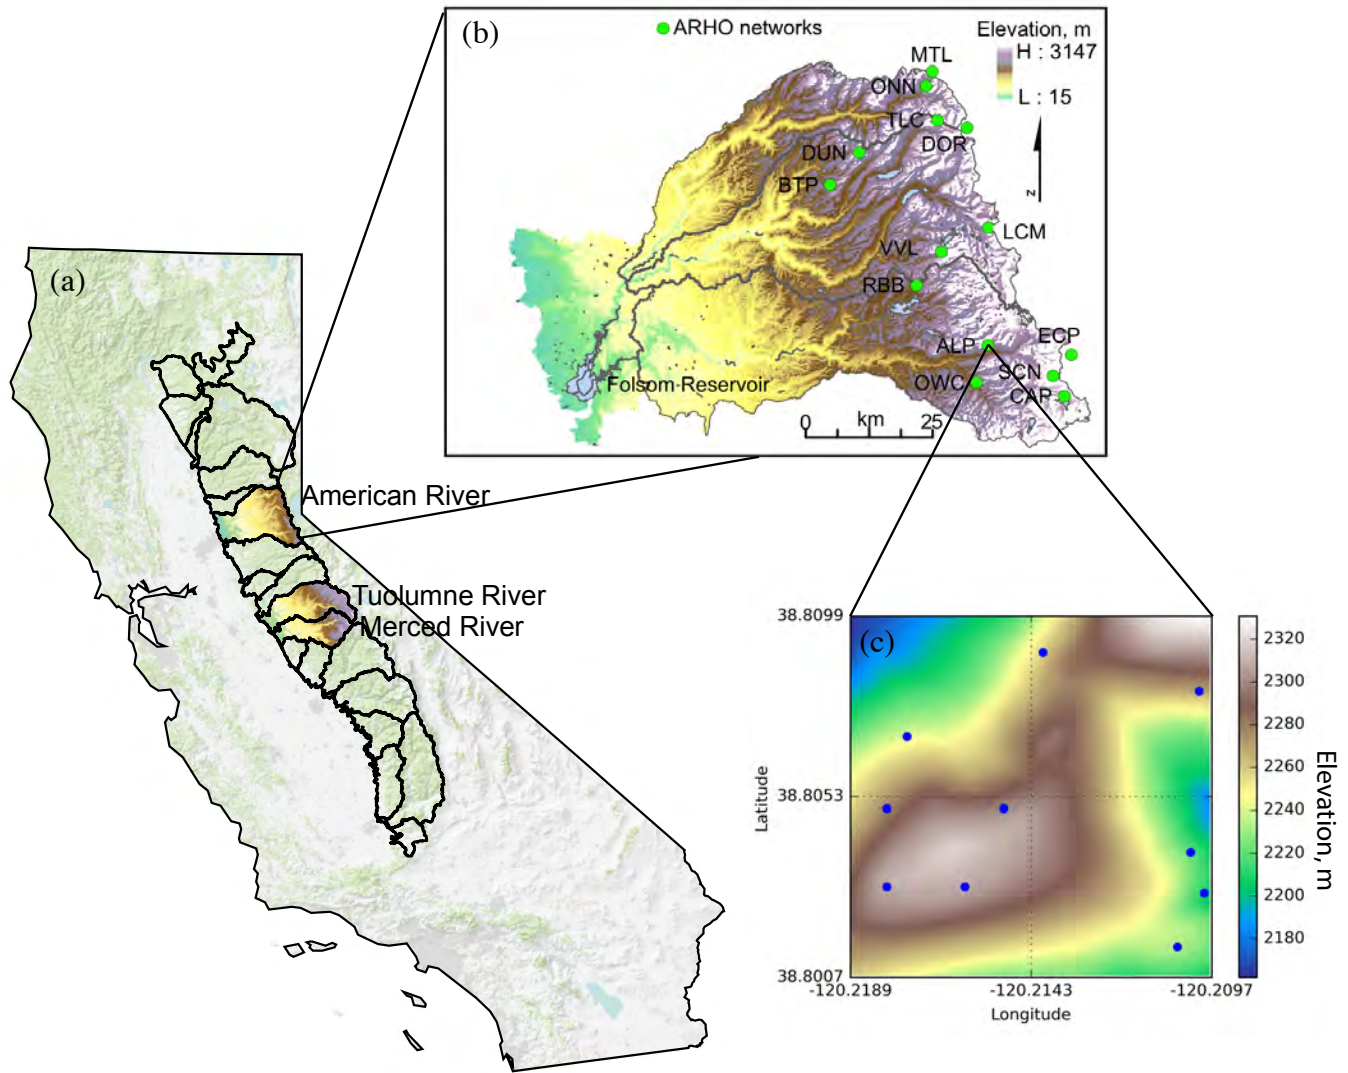 (a)
American River
Tuolumne River
Merced River
(b)
ARHO networks
Elevation, m
H : 3147
L : 15
z
MTL
ONN
TLC
DOR
DUN
BTP
LCM
VVL
RBB
ALP
ECP
SCN
OWC
CAP
Folsom Reservoir
0 km 25
(c)
38.8099
38.8053
38.8007
Latitude
-120.2189 -120.2143 -120.2097
Longitude
2320
2300
2280
2260
2240
2220
2200
2180
Elevation, m